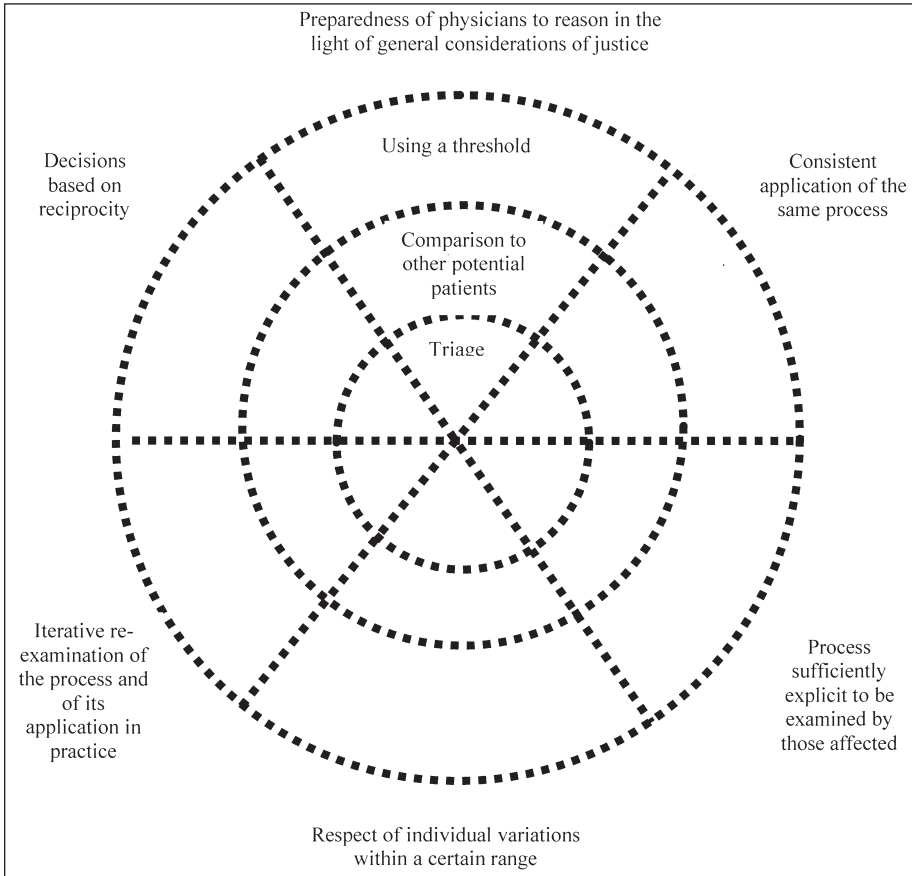 Preparedness of physicians to reason in the
light of general considerations of justice
Using a threshold
Decisions
based on
reciprocity
Consistent
application of the
same process
Comparison to
other potential
patients
Triage
Iterative re-
examination of
the process and
of its
application in
practice
Process
sufficiently
explicit to be
examined by
those affected
Respect of individual variations
within a certain range